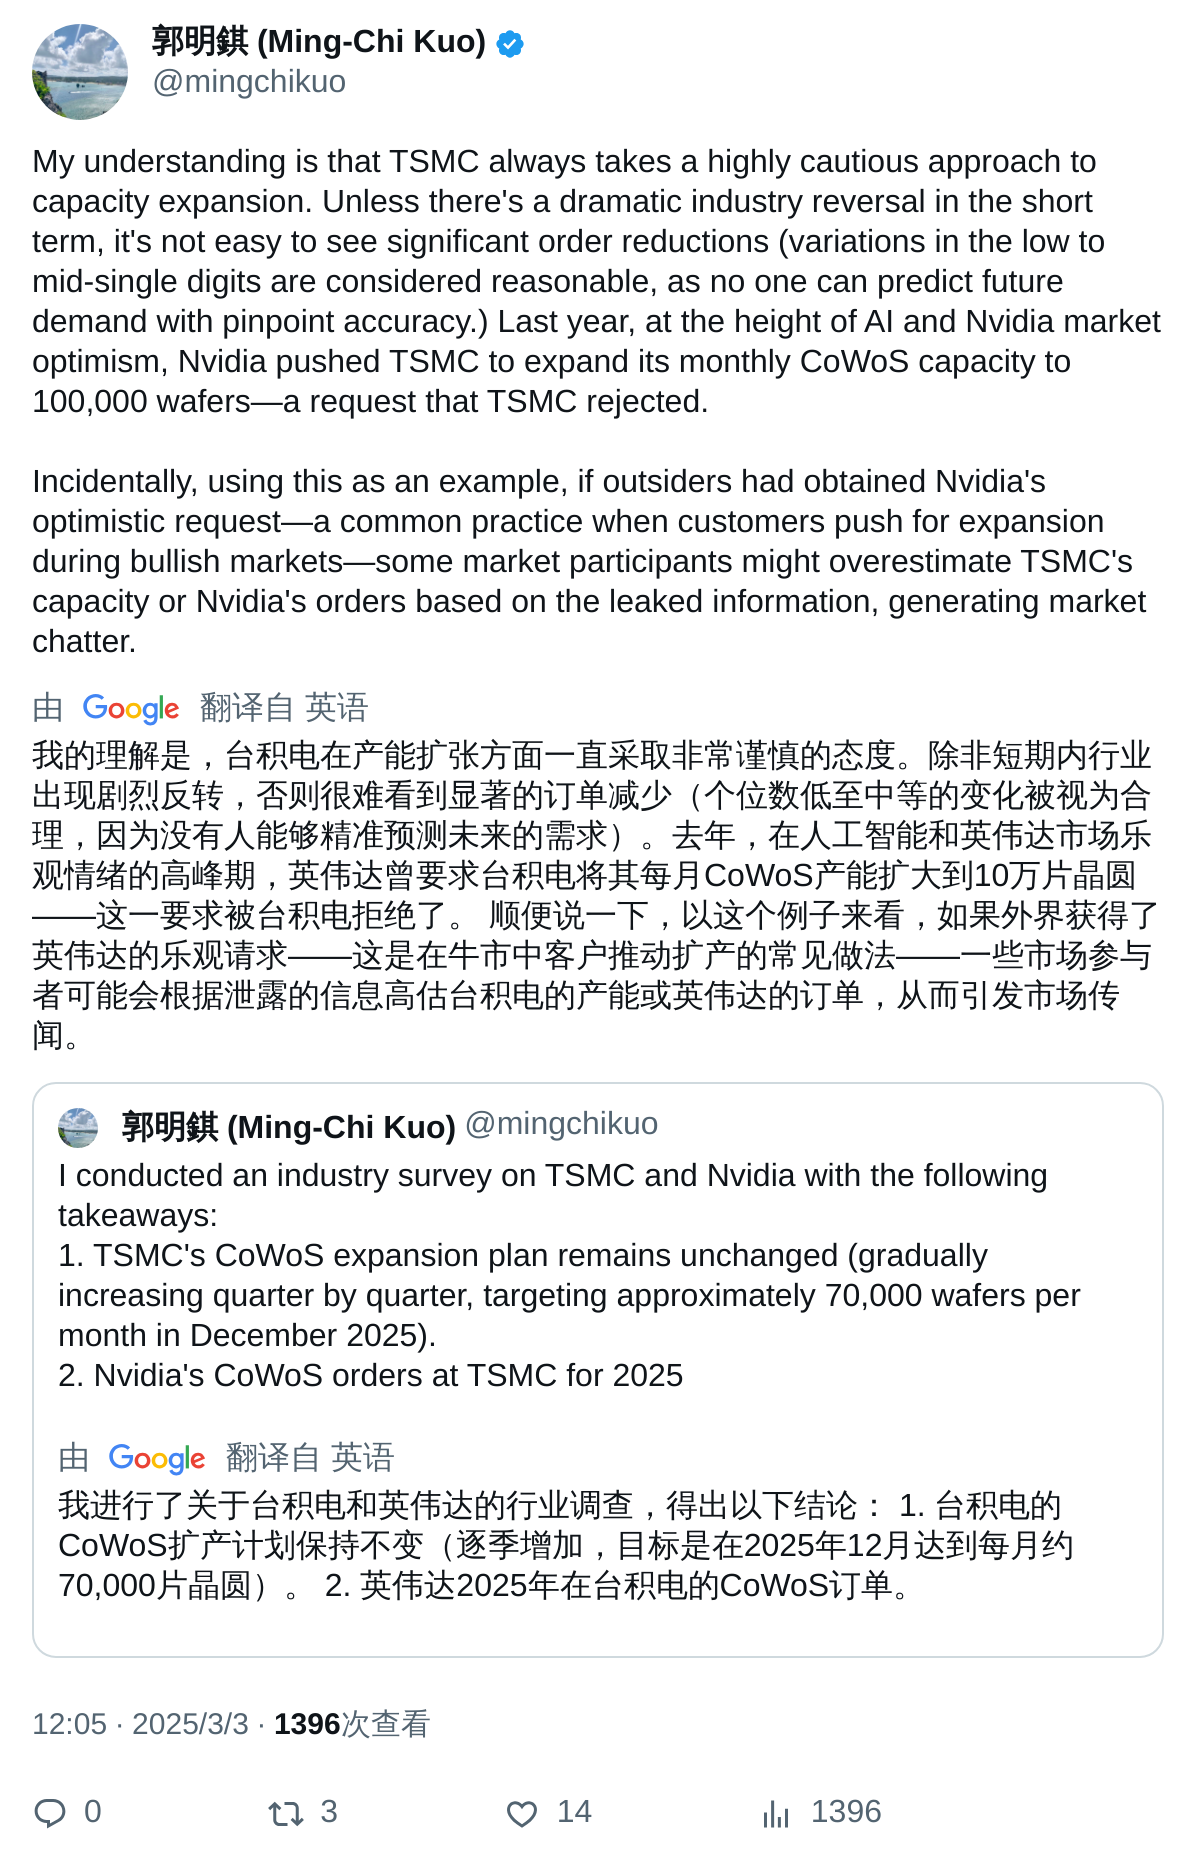 郭明錤 (Ming-Chi Kuo)
@mingchikuo
My understanding is that TSMC always takes a highly cautious approach to
capacity expansion. Unless there's a dramatic industry reversal in the short
term, it's not easy to see significant order reductions (variations in the low to
mid-single digits are considered reasonable, as no one can predict future
demand with pinpoint accuracy.) Last year, at the height of AI and Nvidia market
optimism, Nvidia pushed TSMC to expand its monthly CoWoS capacity to
100,000 wafers—a request that TSMC rejected.
Incidentally, using this as an example, if outsiders had obtained Nvidia's
optimistic request—a common practice when customers push for expansion
during bullish markets—some market participants might overestimate TSMC's
capacity or Nvidia's orders based on the leaked information, generating market
chatter.
由 Google 翻译自 英语
我的理解是，台积电在产能扩张方面一直采取非常谨慎的态度。除非短期内行业
出现剧烈反转，否则很难看到显著的订单减少（个位数低至中等的变化被视为合
理，因为没有人能够精准预测未来的需求）。去年，在人工智能和英伟达市场乐
观情绪的高峰期，英伟达曾要求台积电将其每月CoWoS产能扩大到10万片晶圆
——这一要求被台积电拒绝了。 顺便说一下，以这个例子来看，如果外界获得了
英伟达的乐观请求——这是在牛市中客户推动扩产的常见做法——一些市场参与
者可能会根据泄露的信息高估台积电的产能或英伟达的订单，从而引发市场传
闻。
郭明錤 (Ming-Chi Kuo) @mingchikuo
I conducted an industry survey on TSMC and Nvidia with the following
takeaways:
1. TSMC's CoWoS expansion plan remains unchanged (gradually
increasing quarter by quarter, targeting approximately 70,000 wafers per
month in December 2025).
2. Nvidia's CoWoS orders at TSMC for 2025
由 Google 翻译自 英语
我进行了关于台积电和英伟达的行业调查，得出以下结论： 1. 台积电的
CoWoS扩产计划保持不变（逐季增加，目标是在2025年12月达到每月约
70,000片晶圆）。 2. 英伟达2025年在台积电的CoWoS订单。
12:05 · 2025/3/3 · 1396次查看
0 3 14 1396